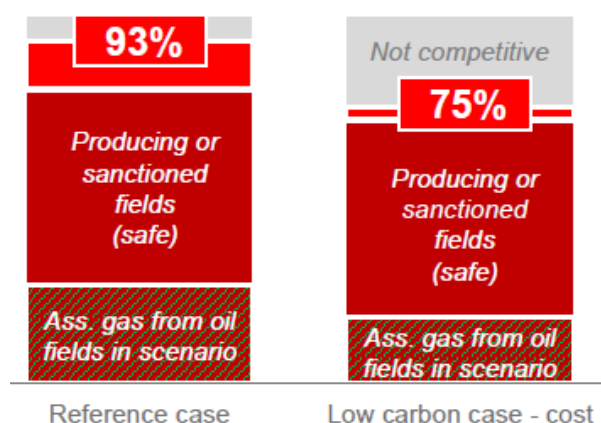 93%
Producing or
sanctioned
fields
(safe)
Ass. gas from oil
fields in scenario
Reference case
Not competitive
75%
Producing or
sanctioned
fields
(safe)
Ass. gas from oil
fields in scenario
Low carbon case - cost